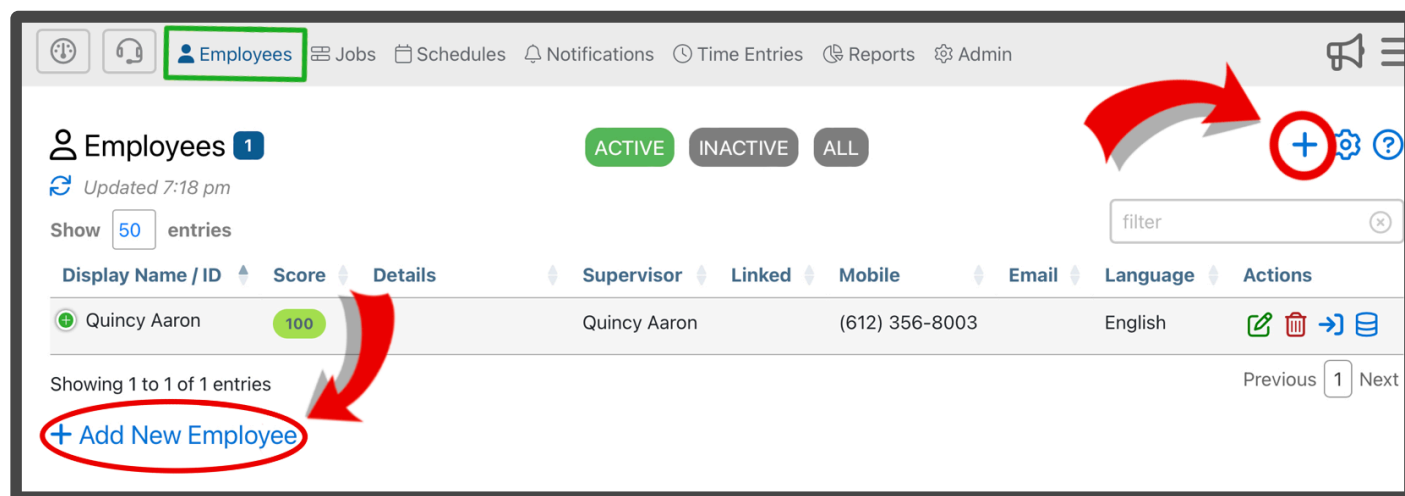 Employees Jobs Schedules Notifications Time Entries Reports Admin
Employees 1
ACTIVE INACTIVE ALL
Updated 7:18 pm
Show 50 entries
filter
Display Name / ID Score Details Supervisor Linked Mobile Email Language Actions
Quincy Aaron 100 Quincy Aaron (612) 356-8003 English
Showing 1 to 1 of 1 entries
Previous 1 Next
+ Add New Employee